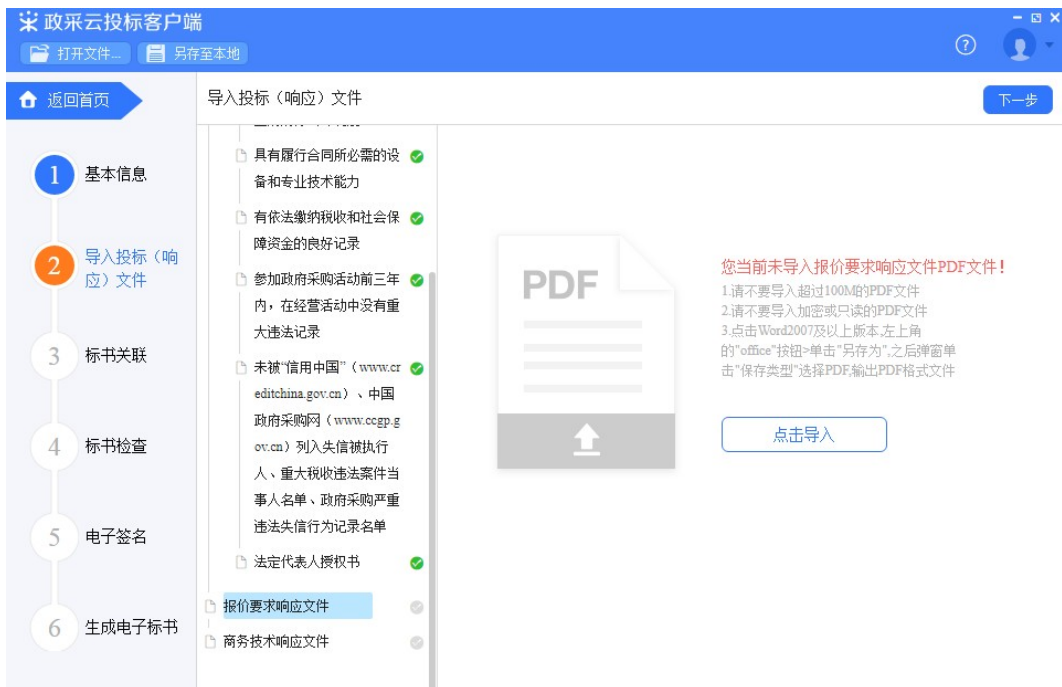 政采云投标客户端
打开文件...
另存至本地
返回首页
导入投标（响应）文件
下一步
1
基本信息
2
导入投标（响
应）文件
3
标书关联
4
标书检查
5
电子签名
6
生成电子标书
具有履行合同所必需的设
备和专业技术能力
有依法缴纳税收和社会保
障资金的良好记录
参加政府采购活动前三年
内，在经营活动中没有重
大违法记录
未被“信用中国”（www.cr
editchina.gov.cn）、中国
政府采购网（www.ccgp.g
ov.cn）列入失信被执行
人、重大税收违法案件当
事人名单、政府采购严重
违法失信行为记录名单
法定代表人授权书
报价要求响应文件
商务技术响应文件
PDF
您当前未导入报价要求响应文件PDF文件！
1.请不要导入超过100M的PDF文件
2.请不要导入加密或只读的PDF文件
3.点击Word2007及以上版本,左上角
的"office"按钮>单击"另存为",之后弹窗单
击"保存类型"选择PDF,输出PDF格式文件
点击导入